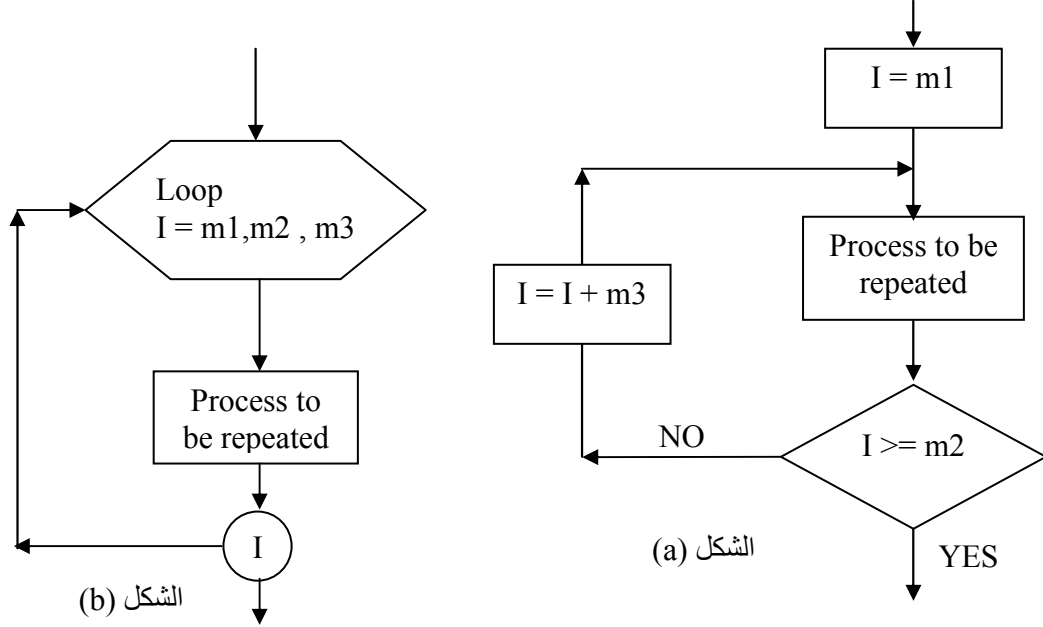 Loop
I = m1,m2 , m3
Process to
be repeated
I
الشكل (b)
I = m1
Process to be
repeated
I >= m2
NO
I = I + m3
YES
الشكل (a)